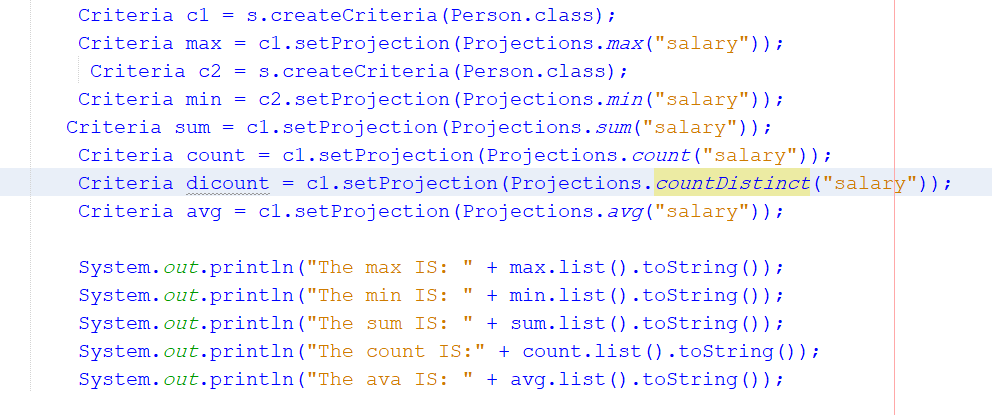 Criteria c1 = s.createCriteria(Person.class);
Criteria max = c1.setProjection(Projections.max("salary"));
Criteria c2 = s.createCriteria(Person.class);
Criteria min = c2.setProjection(Projections.min("salary"));
Criteria sum = c1.setProjection(Projections.sum("salary"));
Criteria count = c1.setProjection(Projections.count("salary"));
Criteria dicount = c1.setProjection(Projections.countDistinct("salary"));
Criteria avg = c1.setProjection(Projections.avg("salary"));
System.out.println("The max IS: " + max.list().toString());
System.out.println("The min IS: " + min.list().toString());
System.out.println("The sum IS: " + sum.list().toString());
System.out.println("The count IS:" + count.list().toString());
System.out.println("The ava IS: " + avg.list().toString());